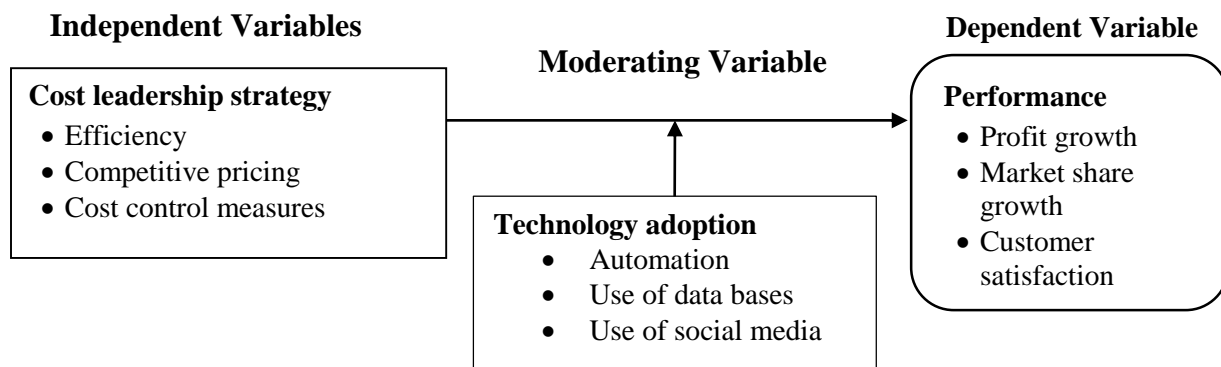 Independent Variables
Cost leadership strategy
• Efficiency
• Competitive pricing
• Cost control measures
Moderating Variable
Technology adoption
• Automation
• Use of data bases
• Use of social media
Dependent Variable
Performance
• Profit growth
• Market share
growth
• Customer
satisfaction